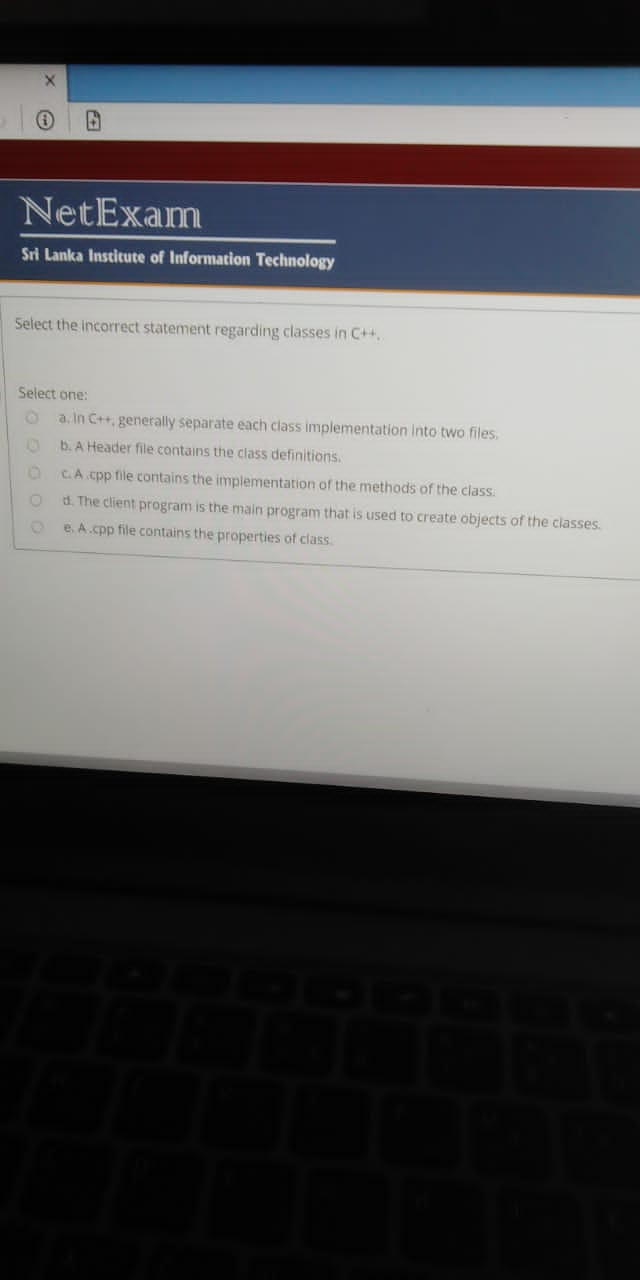 NetExam
Sri Lanka Institute of Information Technology
Select the incorrect statement regarding classes in C++.
Select one:
a. In C++, generally separate each class implementation into two files.
b. A Header file contains the class definitions.
c. A .cpp file contains the implementation of the methods of the class.
d. The client program is the main program that is used to create objects of the classes.
e. A .cpp file contains the properties of class.